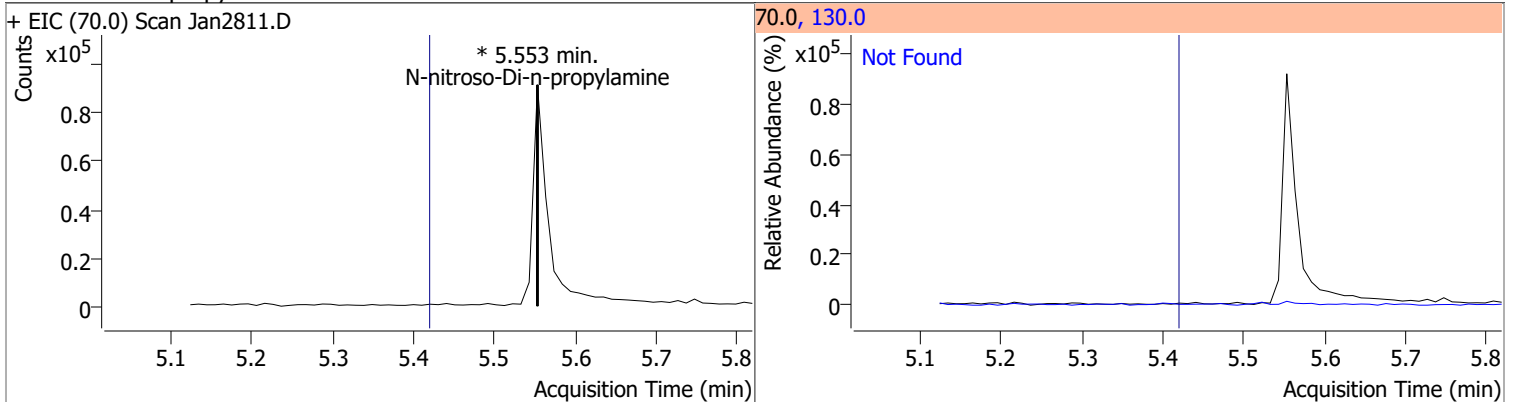 + EIC (70.0) Scan Jan2811.D
Counts
x10^5
* 5.553 min.
N-nitroso-Di-n-propylamine
0.8
0.6
0.4
0.2
0
5.1 5.2 5.3 5.4 5.5 5.6 5.7 5.8
Acquisition Time (min)
70.0, 130.0
Relative Abundance (%)
x10^5
Not Found
0.8
0.6
0.4
0.2
0
5.1 5.2 5.3 5.4 5.5 5.6 5.7 5.8
Acquisition Time (min)